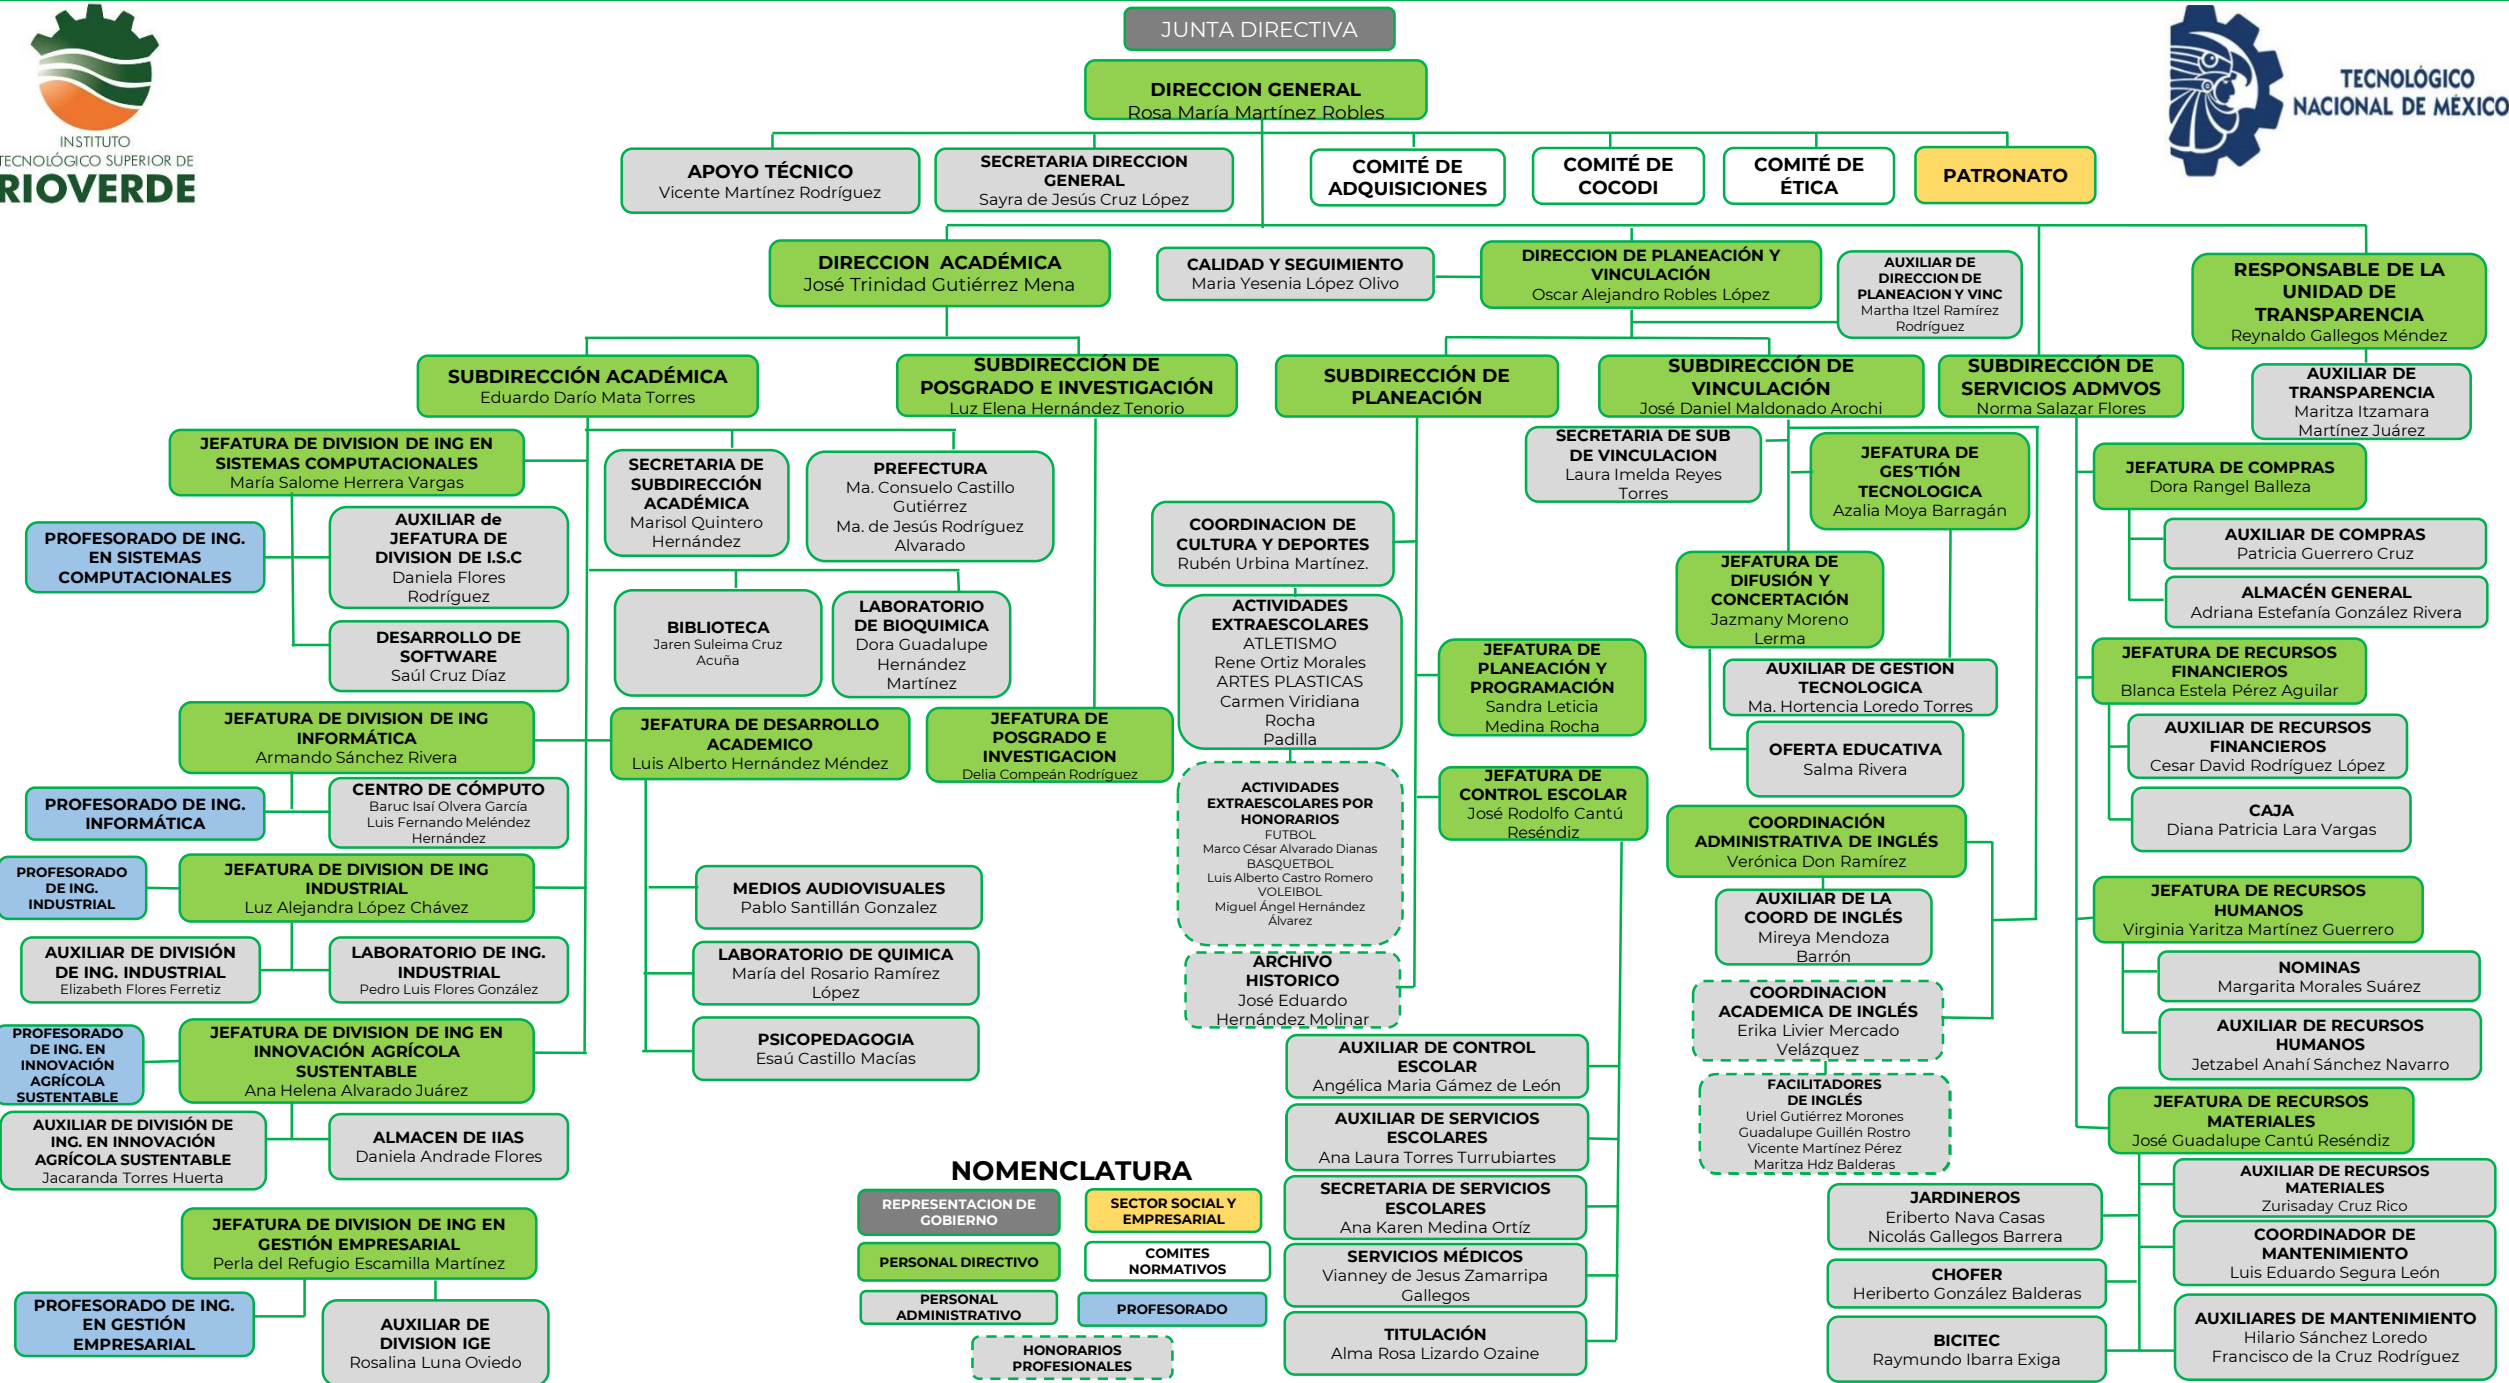 JUNTA DIRECTIVA
INSTITUTO
TECNOLÓGICO SUPERIOR DE
RIOVERDE
TECNOLÓGICO
NACIONAL DE MÉXICO
DIRECCION GENERAL
Rosa María Martínez Robles
APOYO TÉCNICO
Vicente Martínez Rodríguez
SECRETARIA DIRECCION
GENERAL
Sayra de Jesús Cruz López
COMITÉ DE
ADQUISICIONES
COMITÉ DE
COCODI
COMITÉ DE
ÉTICA
PATRONATO
DIRECCION ACADÉMICA
José Trinidad Gutiérrez Mena
CALIDAD Y SEGUIMIENTO
Maria Yesenia López Olivo
DIRECCION DE PLANEACIÓN Y
VINCULACIÓN
Oscar Alejandro Robles López
AUXILIAR DE
DIRECCION DE
PLANEACION Y VINC
Martha Itzel Ramírez
Rodríguez
RESPONSABLE DE LA
UNIDAD DE
TRANSPARENCIA
Reynaldo Gallegos Méndez
AUXILIAR DE
TRANSPARENCIA
Maritza Itzamara
Martínez Juárez
SUBDIRECCIÓN ACADÉMICA
Eduardo Darío Mata Torres
SUBDIRECCIÓN DE
POSGRADO E INVESTIGACIÓN
Luz Elena Hernández Tenorio
SUBDIRECCIÓN DE
PLANEACIÓN
SUBDIRECCIÓN DE
VINCULACIÓN
José Daniel Maldonado Arochi
SUBDIRECCIÓN DE
SERVICIOS ADMVOS
Norma Salazar Flores
JEFATURA DE DIVISION DE ING EN
SISTEMAS COMPUTACIONALES
María Salome Herrera Vargas
PROFESORADO DE ING.
EN SISTEMAS
COMPUTACIONALES
AUXILIAR de
JEFATURA DE
DIVISION DE I.S.C
Daniela Flores
Rodríguez
DESARROLLO DE
SOFTWARE
Saúl Cruz Díaz
SECRETARIA DE
SUBDIRECCIÓN
ACADÉMICA
Marisol Quintero
Hernández
PREFECTURA
Ma. Consuelo Castillo
Gutiérrez
Ma. de Jesús Rodríguez
Alvarado
BIBLIOTECA
Jaren Suleima Cruz
Acuña
LABORATORIO
DE BIOQUIMICA
Dora Guadalupe
Hernández
Martínez
JEFATURA DE DIVISION DE ING
INFORMÁTICA
Armando Sánchez Rivera
PROFESORADO DE ING.
INFORMÁTICA
CENTRO DE CÓMPUTO
Baruc Isaí Olvera García
Luis Fernando Meléndez
Hernández
JEFATURA DE DESARROLLO
ACADEMICO
Luis Alberto Hernández Méndez
JEFATURA DE
POSGRADO E
INVESTIGACION
Delia Compeán Rodríguez
PROFESORADO
DE ING.
INDUSTRIAL
JEFATURA DE DIVISION DE ING
INDUSTRIAL
Luz Alejandra López Chávez
AUXILIAR DE DIVISIÓN
DE ING. INDUSTRIAL
Elizabeth Flores Ferretiz
LABORATORIO DE ING.
INDUSTRIAL
Pedro Luis Flores González
MEDIOS AUDIOVISUALES
Pablo Santillán Gonzalez
LABORATORIO DE QUIMICA
María del Rosario Ramírez
López
PSICOPEDAGOGIA
Esaú Castillo Macías
PROFESORADO
DE ING. EN
INNOVACIÓN
AGRÍCOLA
SUSTENTABLE
JEFATURA DE DIVISION DE ING EN
INNOVACIÓN AGRÍCOLA
SUSTENTABLE
Ana Helena Alvarado Juárez
AUXILIAR DE DIVISIÓN DE
ING. EN INNOVACIÓN
AGRÍCOLA SUSTENTABLE
Jacaranda Torres Huerta
ALMACEN DE IIAS
Daniela Andrade Flores
JEFATURA DE DIVISION DE ING EN
GESTIÓN EMPRESARIAL
Perla del Refugio Escamilla Martínez
PROFESORADO DE ING.
EN GESTIÓN
EMPRESARIAL
AUXILIAR DE
DIVISION IGE
Rosalina Luna Oviedo
COORDINACION DE
CULTURA Y DEPORTES
Rubén Urbina Martínez.
ACTIVIDADES
EXTRAESCOLARES
ATLETISMO
Rene Ortiz Morales
ARTES PLASTICAS
Carmen Viridiana
Rocha
Padilla
ACTIVIDADES
EXTRAESCOLARES POR
HONORARIOS
FUTBOL
Marco César Alvarado Dianas
BASQUETBOL
Luis Alberto Castro Romero
VOLEIBOL
Miguel Ángel Hernández
Álvarez
ARCHIVO
HISTORICO
José Eduardo
Hernández Molinar
JEFATURA DE
PLANEACIÓN Y
PROGRAMACIÓN
Sandra Leticia
Medina Rocha
JEFATURA DE
CONTROL ESCOLAR
José Rodolfo Cantú
Reséndiz
AUXILIAR DE CONTROL
ESCOLAR
Angélica Maria Gámez de León
AUXILIAR DE SERVICIOS
ESCOLARES
Ana Laura Torres Turrubiartes
SECRETARIA DE SERVICIOS
ESCOLARES
Ana Karen Medina Ortíz
SERVICIOS MÉDICOS
Vianney de Jesus Zamarripa
Gallegos
TITULACIÓN
Alma Rosa Lizardo Ozaine
SECRETARIA DE SUB
DE VINCULACION
Laura Imelda Reyes
Torres
JEFATURA DE
GES´TIÓN
TECNOLOGICA
Azalia Moya Barragán
JEFATURA DE
DIFUSIÓN Y
CONCERTACIÓN
Jazmany Moreno
Lerma
AUXILIAR DE GESTION
TECNOLOGICA
Ma. Hortencia Loredo Torres
OFERTA EDUCATIVA
Salma Rivera
COORDINACIÓN
ADMINISTRATIVA DE INGLÉS
Verónica Don Ramírez
AUXILIAR DE LA
COORD DE INGLÉS
Mireya Mendoza
Barrón
COORDINACION
ACADEMICA DE INGLÉS
Erika Livier Mercado
Velázquez
FACILITADORES
DE INGLÉS
Uriel Gutiérrez Morones
Guadalupe Guillén Rostro
Vicente Martínez Pérez
Maritza Hdz Balderas
JEFATURA DE COMPRAS
Dora Rangel Balleza
AUXILIAR DE COMPRAS
Patricia Guerrero Cruz
ALMACÉN GENERAL
Adriana Estefanía González Rivera
JEFATURA DE RECURSOS
FINANCIEROS
Blanca Estela Pérez Aguilar
AUXILIAR DE RECURSOS
FINANCIEROS
Cesar David Rodríguez López
CAJA
Diana Patricia Lara Vargas
JEFATURA DE RECURSOS
HUMANOS
Virginia Yaritza Martínez Guerrero
NOMINAS
Margarita Morales Suárez
AUXILIAR DE RECURSOS
HUMANOS
Jetzabel Anahí Sánchez Navarro
JEFATURA DE RECURSOS
MATERIALES
José Guadalupe Cantú Reséndiz
AUXILIAR DE RECURSOS
MATERIALES
Zurisaday Cruz Rico
JARDINEROS
Eriberto Nava Casas
Nicolás Gallegos Barrera
COORDINADOR DE
MANTENIMIENTO
Luis Eduardo Segura León
CHOFER
Heriberto González Balderas
AUXILIARES DE MANTENIMIENTO
Hilario Sánchez Loredo
Francisco de la Cruz Rodríguez
BICITEC
Raymundo Ibarra Exiga
NOMENCLATURA
REPRESENTACION DE
GOBIERNO
SECTOR SOCIAL Y
EMPRESARIAL
PERSONAL DIRECTIVO
COMITES
NORMATIVOS
PERSONAL
ADMINISTRATIVO
PROFESORADO
HONORARIOS
PROFESIONALES